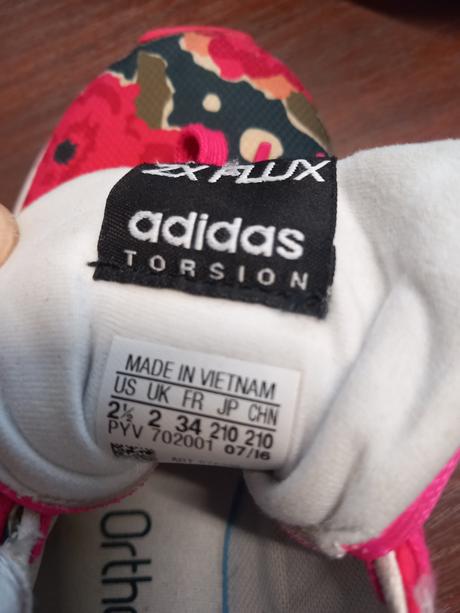 ZX FLUX
adidas
TORSION
MADE IN VIETNAM
US UK FR JP CHN
2½ 2 34 210 210
PYV 702001 07/16
Ortho